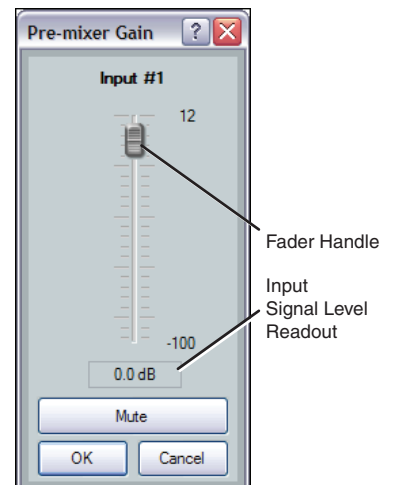 Pre-mixer Gain ?
Input #1
12
Fader Handle
Input
Signal Level
Readout
-100
0.0 dB
Mute
OK Cancel